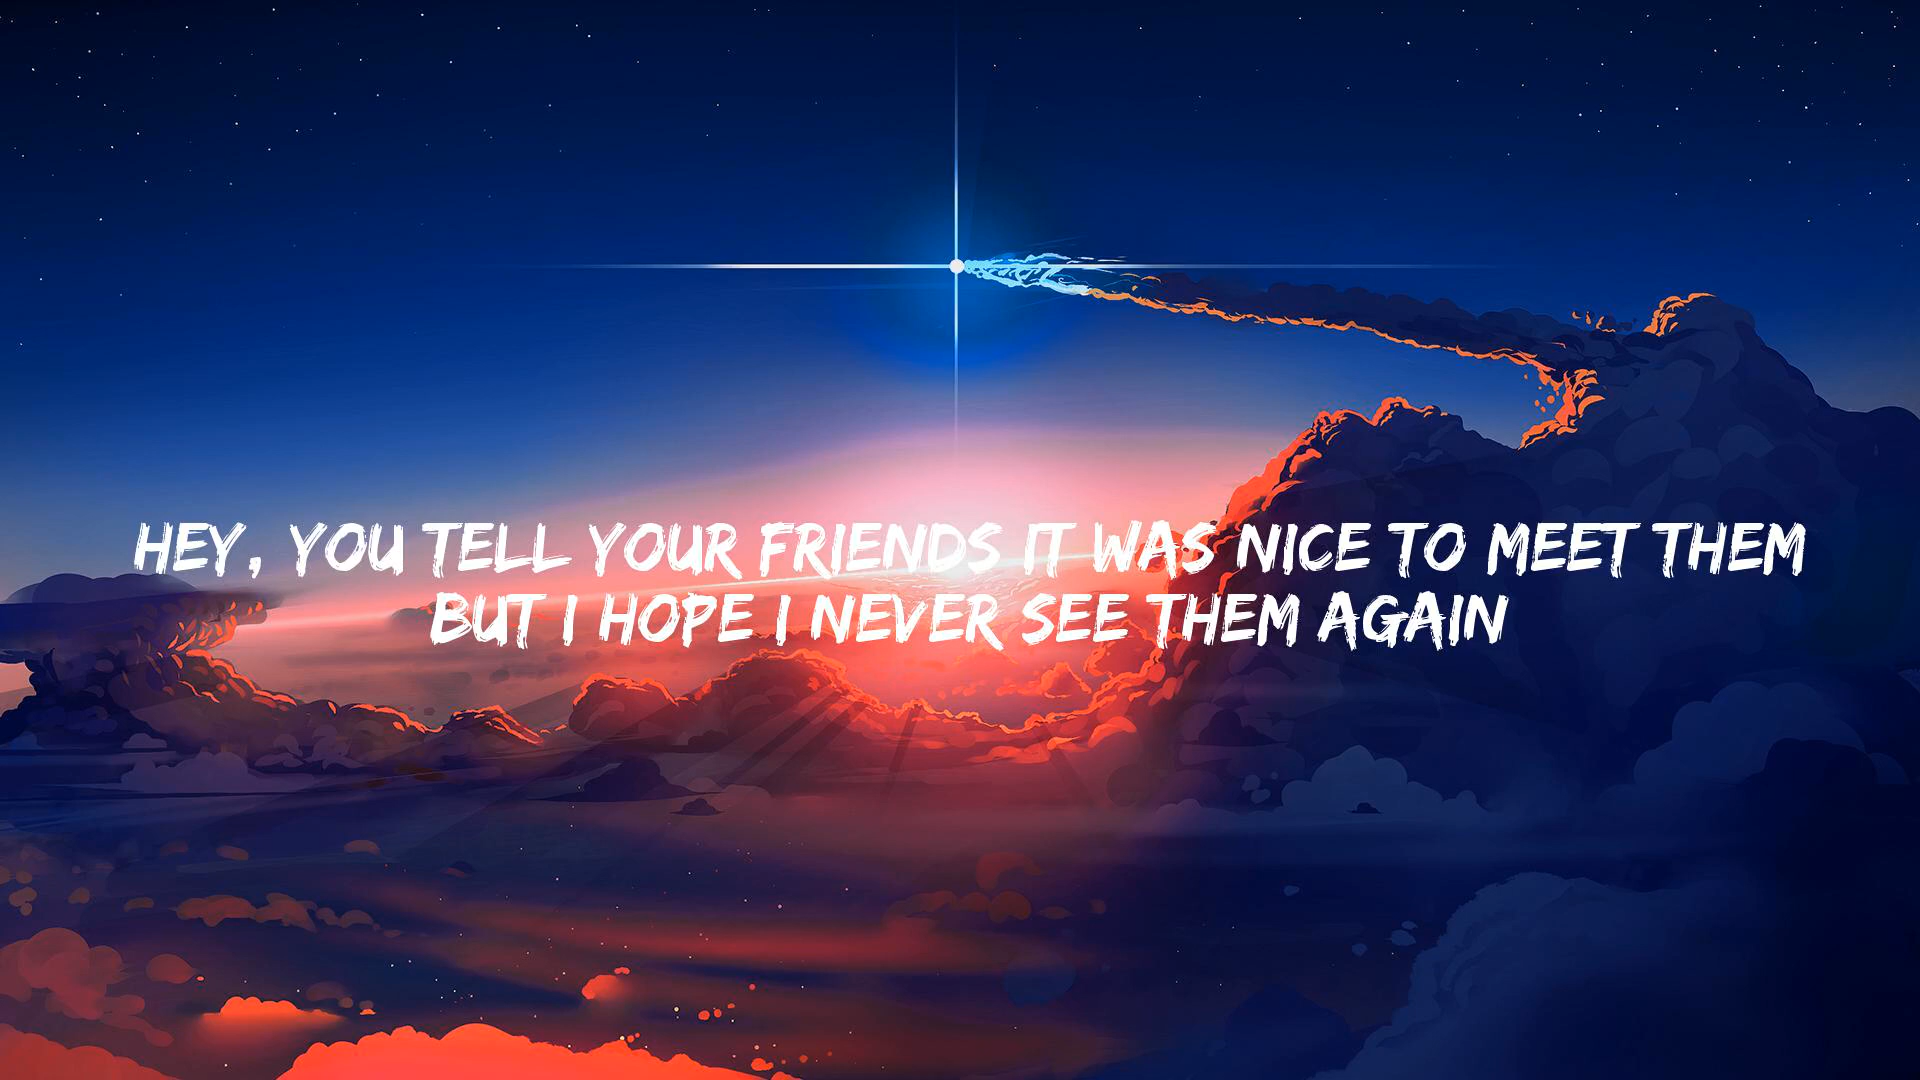 HEY, YOU TELL YOUR FRIENDS IT WAS NICE TO MEET THEM
BUT I HOPE I NEVER SEE THEM AGAIN